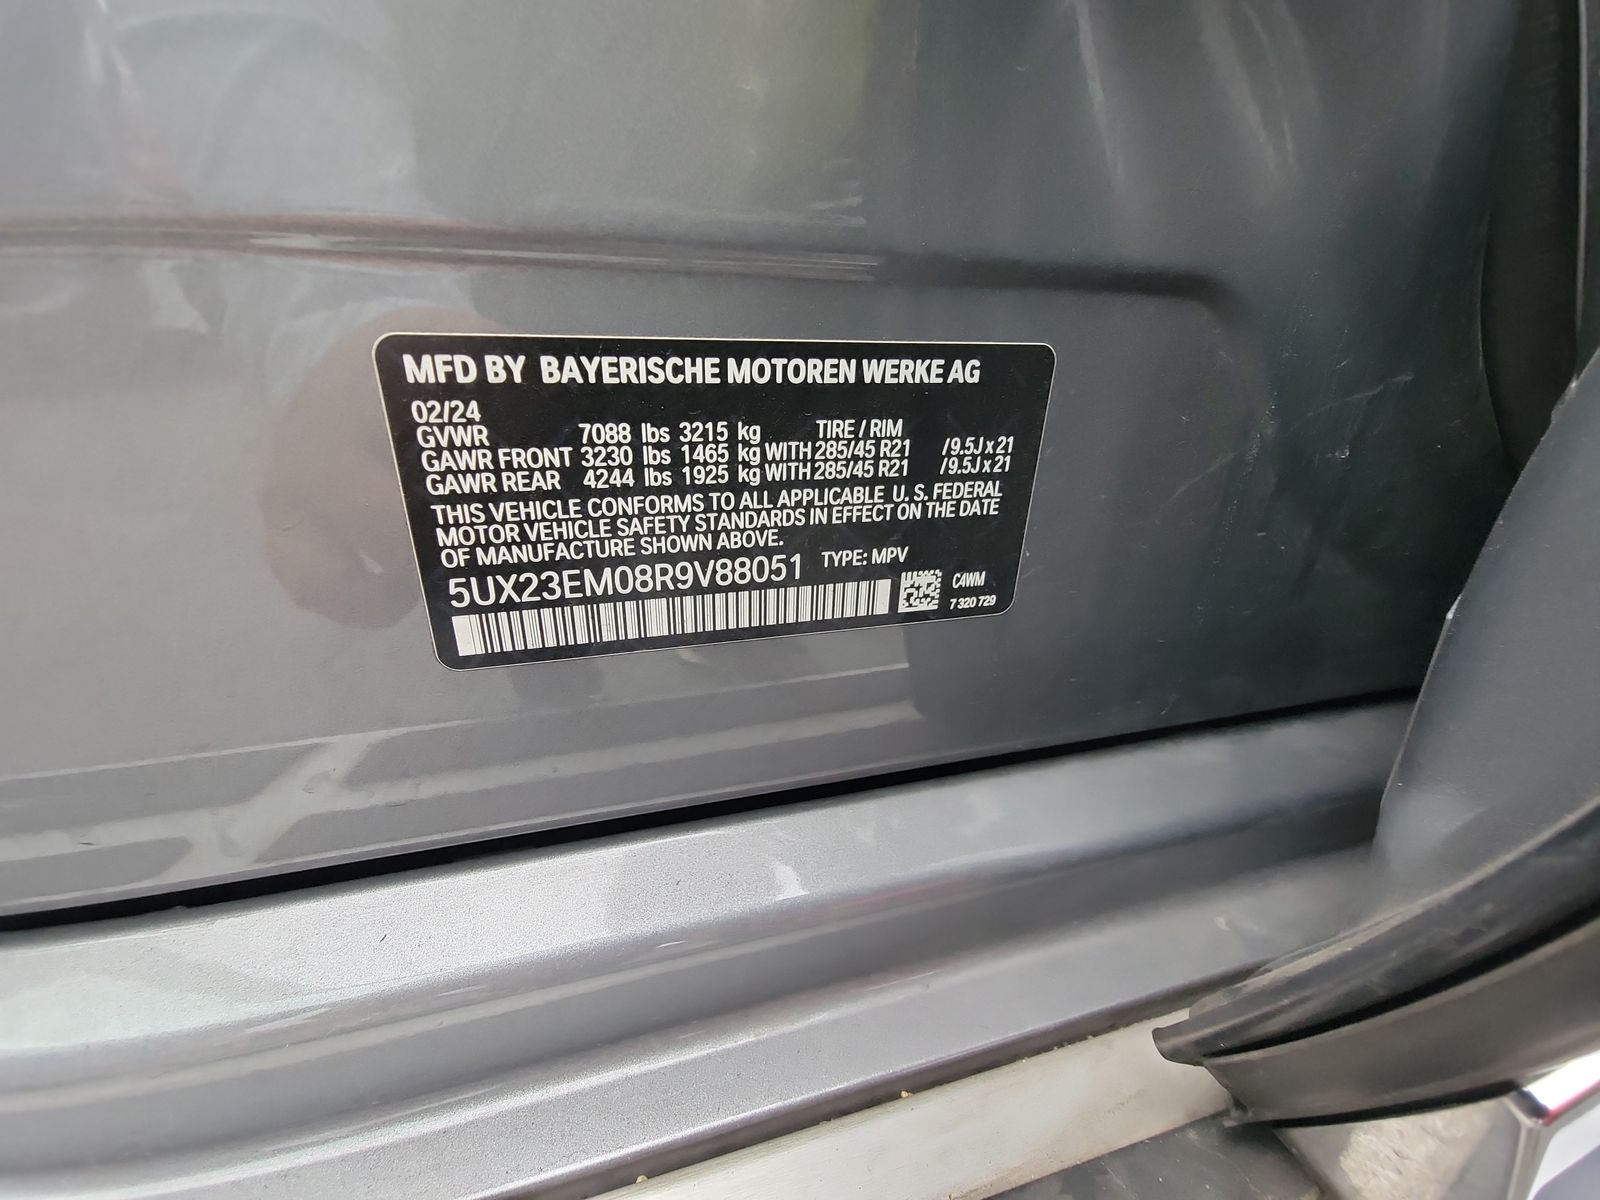 MFD BY BAYERISCHE MOTOREN WERKE AG
02/24
GVWR 7088 lbs 3215 kg TIRE / RIM
GAWR FRONT 3230 lbs 1465 kg WITH 285/45 R21 /9.5J x 21
GAWR REAR 4244 lbs 1925 kg WITH 285/45 R21 /9.5J x 21
THIS VEHICLE CONFORMS TO ALL APPLICABLE U. S. FEDERAL
MOTOR VEHICLE SAFETY STANDARDS IN EFFECT ON THE DATE
OF MANUFACTURE SHOWN ABOVE.
5UX23EM08R9V88051 TYPE: MPV
C4WM
7 320 729